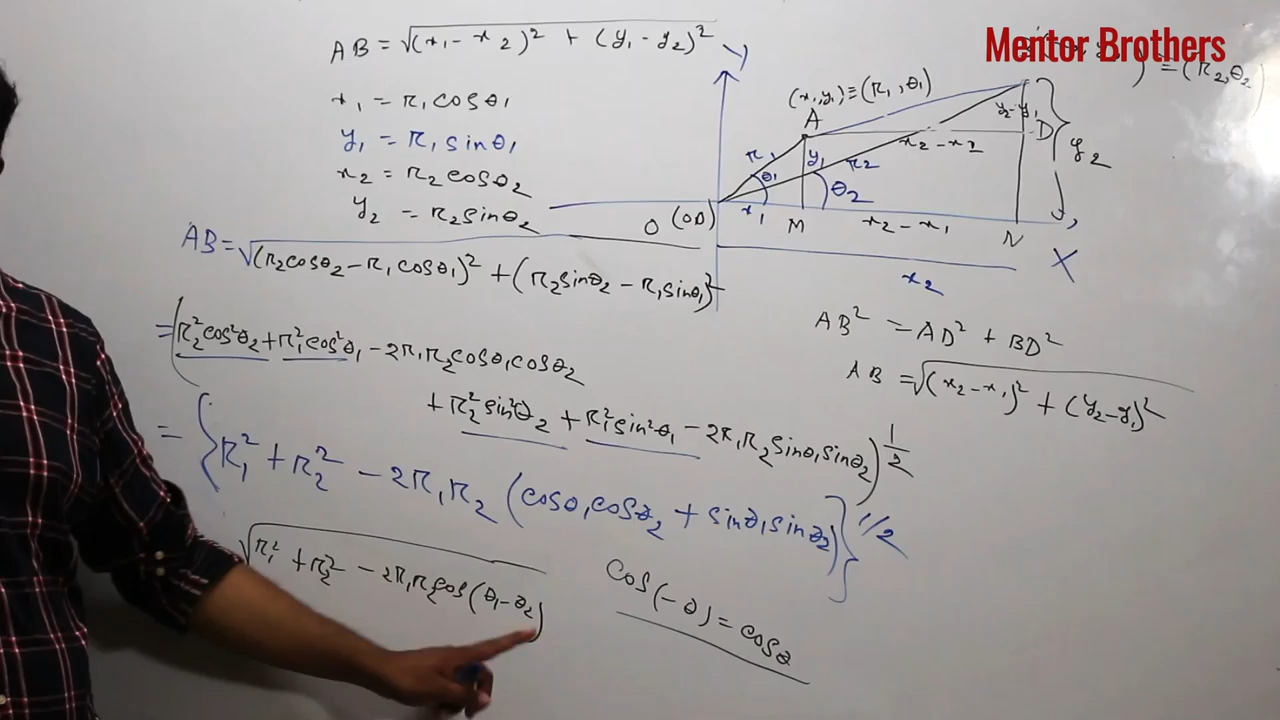 Mentor Brothers
AB = √(x₁ - x₂)² + (y₁ - y₂)²
x₁ = r₁ cosθ₁
y₁ = r₁ sinθ₁
x₂ = r₂ cosθ₂
y₂ = r₂ sinθ₂
AB = √(r₂cosθ₂ - r₁cosθ₁)² + (r₂sinθ₂ - r₁sinθ₁)²
= (r₂²cos²θ₂ + r₁²cos²θ₁ - 2r₁r₂cosθ₁cosθ₂
+ r₂²sin²θ₂ + r₁²sin²θ₁ - 2r₁r₂sinθ₁sinθ₂)^1/2
= {r₁² + r₂² - 2r₁r₂ (cosθ₁cosθ₂ + sinθ₁sinθ₂)}^1/2
√r₁² + r₂² - 2r₁r₂cos(θ₁ - θ₂)
cos(-θ) = cosθ
Y
) ≡ (r₂, θ₂)
(x₁, y₁) ≡ (r₁, θ₁)
A
y₂ - y₁
D
y₂
r₁
y₁
r₂
x₂ - x₂
θ₁
θ₂
O
x₁
M
x₂ - x₁
N
X
x₂
AB² = AD² + BD²
AB = √(x₂ - x₁)² + (y₂ - y₁)²